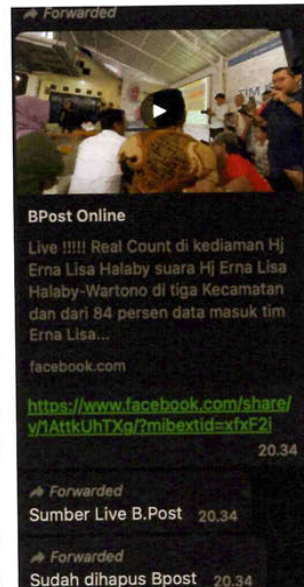 Forwarded
TIM
BPost Online
Live !!!!! Real Count di kediaman Hj
Erna Lisa Halaby suara Hj Erna Lisa
Halaby-Wartono di tiga Kecamatan
dan dari 84 persen data masuk tim
Erna Lisa...
facebook.com
https://www.facebook.com/share/
v/1AttkUhTXg/?mibextid=xfxF2i
20.34
Forwarded
Sumber Live B.Post 20.34
Forwarded
Sudah dihapus Bpost 20.34